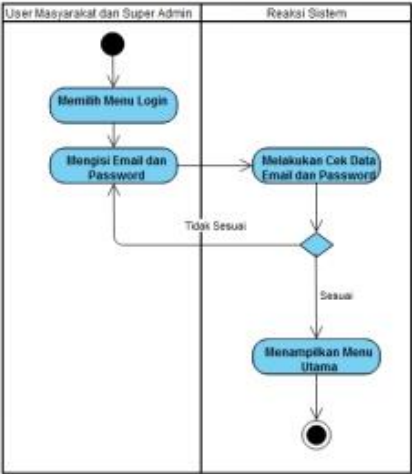 User Masyarakat dan Super Admin
Reaksi Sistem
Memilih Menu Login
Mengisi Email dan
Password
Melakukan Cek Data
Email dan Password
Tidak Sesuai
Sesuai
Menampilkan Menu
Utama